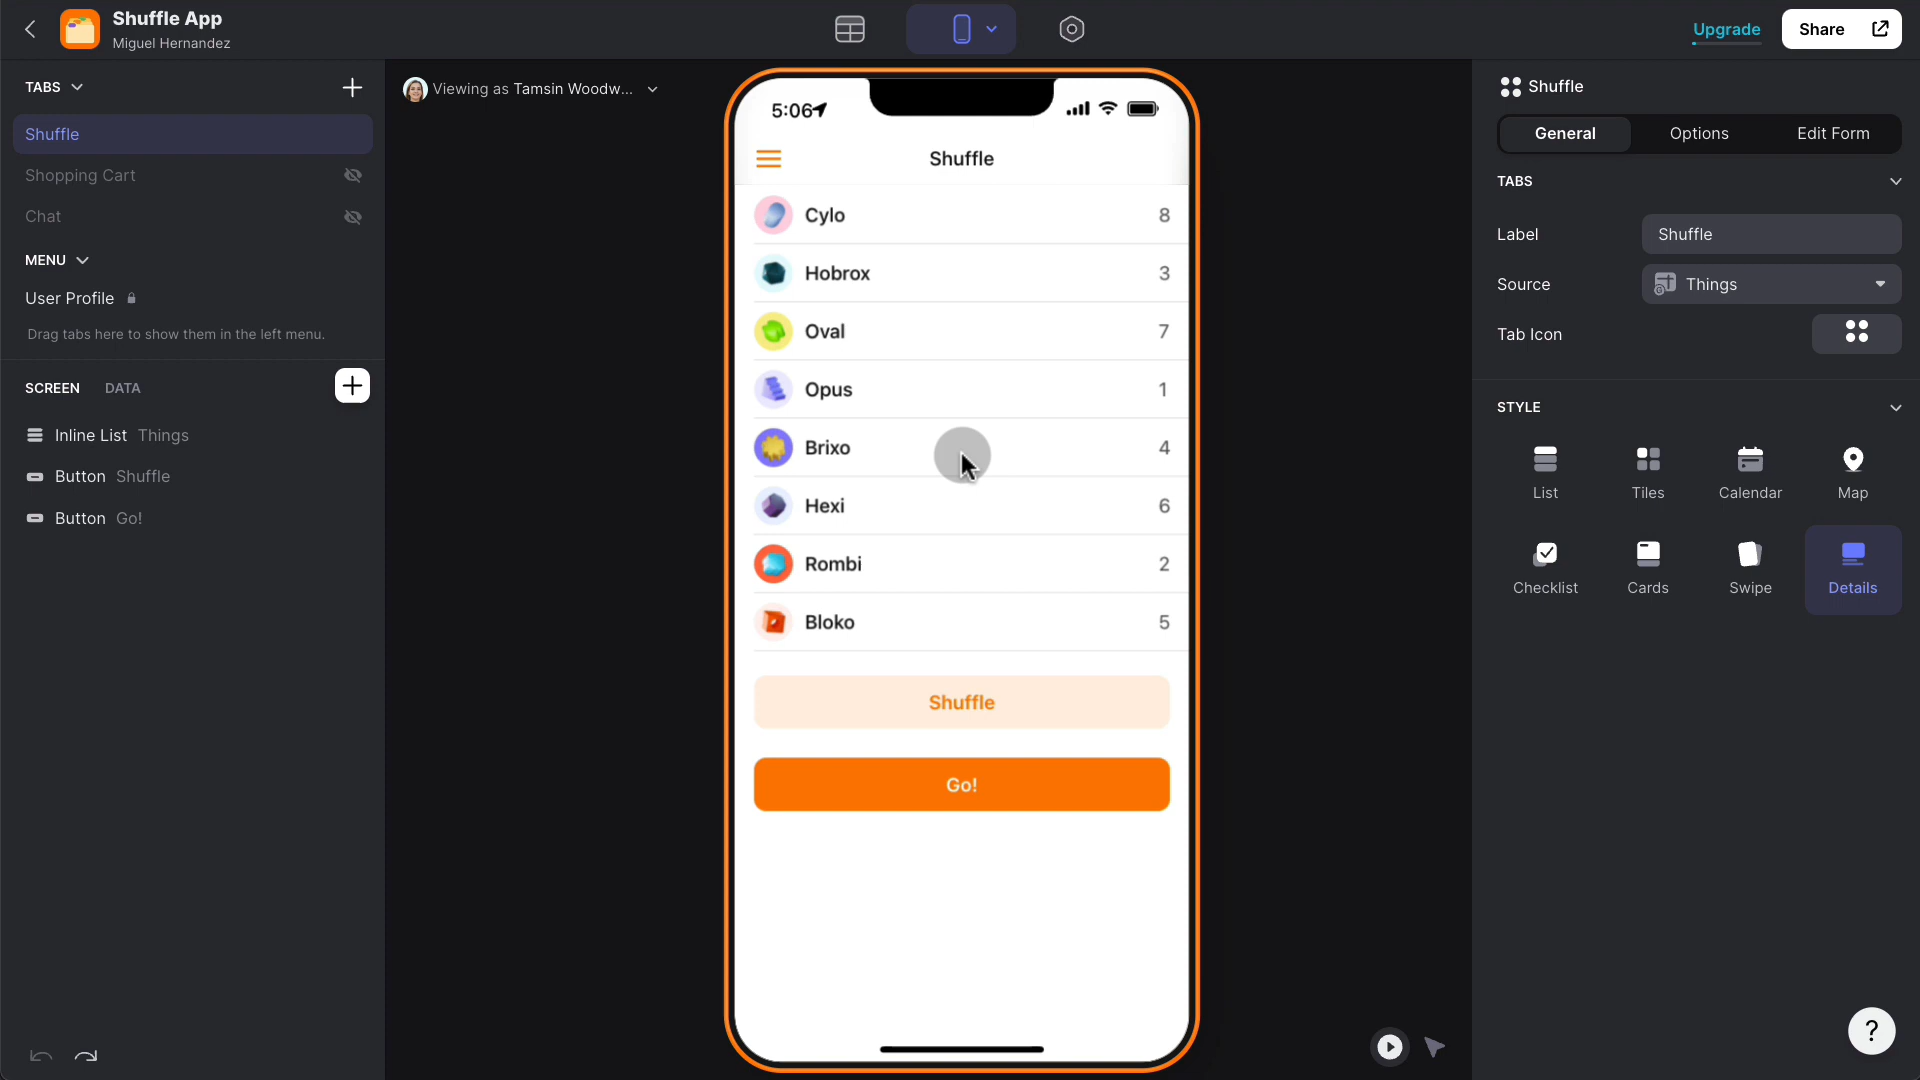 Shuffle App
Miguel Hernandez
Upgrade
Share
TABS
Shuffle
Shopping Cart
Chat
MENU
User Profile
Drag tabs here to show them in the left menu.
SCREEN DATA
Inline List Things
Button Shuffle
Button Go!
Viewing as Tamsin Woodw...
5:06
Shuffle
Cylo 8
Hobrox 3
Oval 7
Opus 1
Brixo 4
Hexi 6
Rombi 2
Bloko 5
Shuffle
Go!
Shuffle
General Options Edit Form
TABS
Label Shuffle
Source Things
Tab Icon
STYLE
List Tiles Calendar Map
Checklist Cards Swipe Details
?